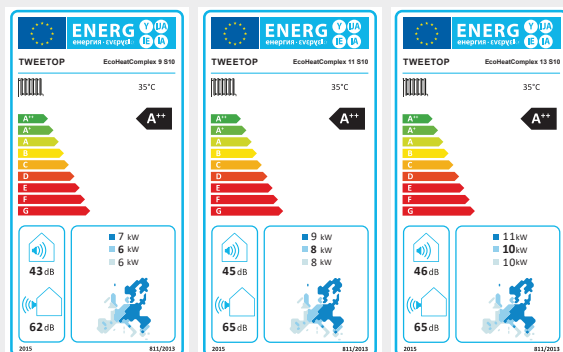 ENERG Y IJA
енергия · ενεργεια IE IA
TWEETOP EcoHeatComplex 9 S10
35°C
A++
A++
A+
A
B
C
D
E
F
G
7 kW
6 kW
6 kW
43 dB
62 dB
2015 811/2013
ENERG Y IJA
енергия · ενεργεια IE IA
TWEETOP EcoHeatComplex 11 S10
35°C
A++
A++
A+
A
B
C
D
E
F
G
9 kW
8 kW
8 kW
45 dB
65 dB
2015 811/2013
ENERG Y IJA
енергия · ενεργεια IE IA
TWEETOP EcoHeatComplex 13 S10
35°C
A++
A++
A+
A
B
C
D
E
F
G
11 kW
10 kW
10 kW
46 dB
65 dB
2015 811/2013